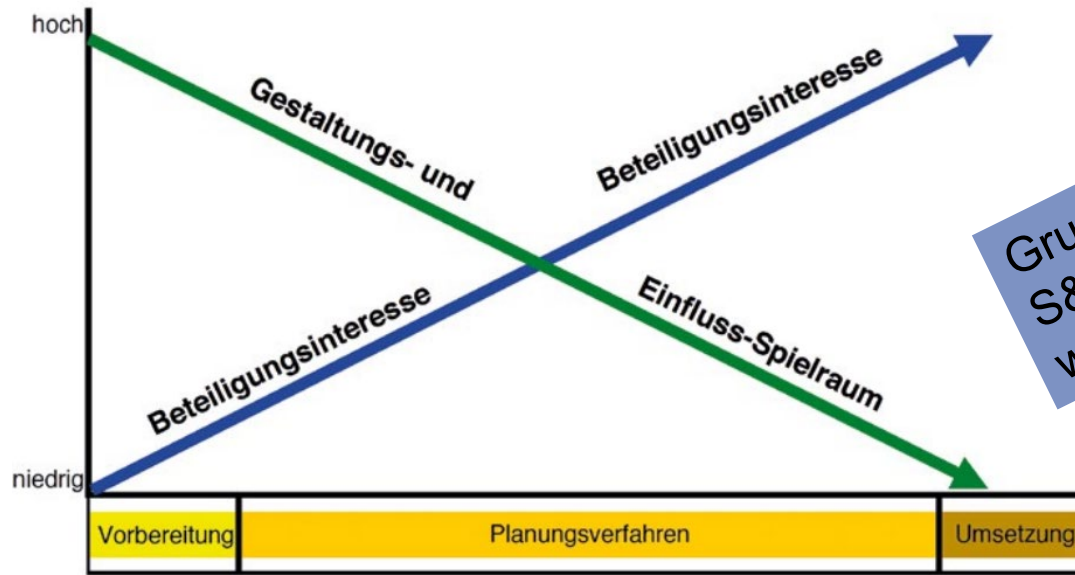 hoch
Gestaltungs- und
Beteiligungsinteresse
Beteiligungsinteresse
Einfluss-Spielraum
niedrig
Vorbereitung
Planungsverfahren
Umsetzung